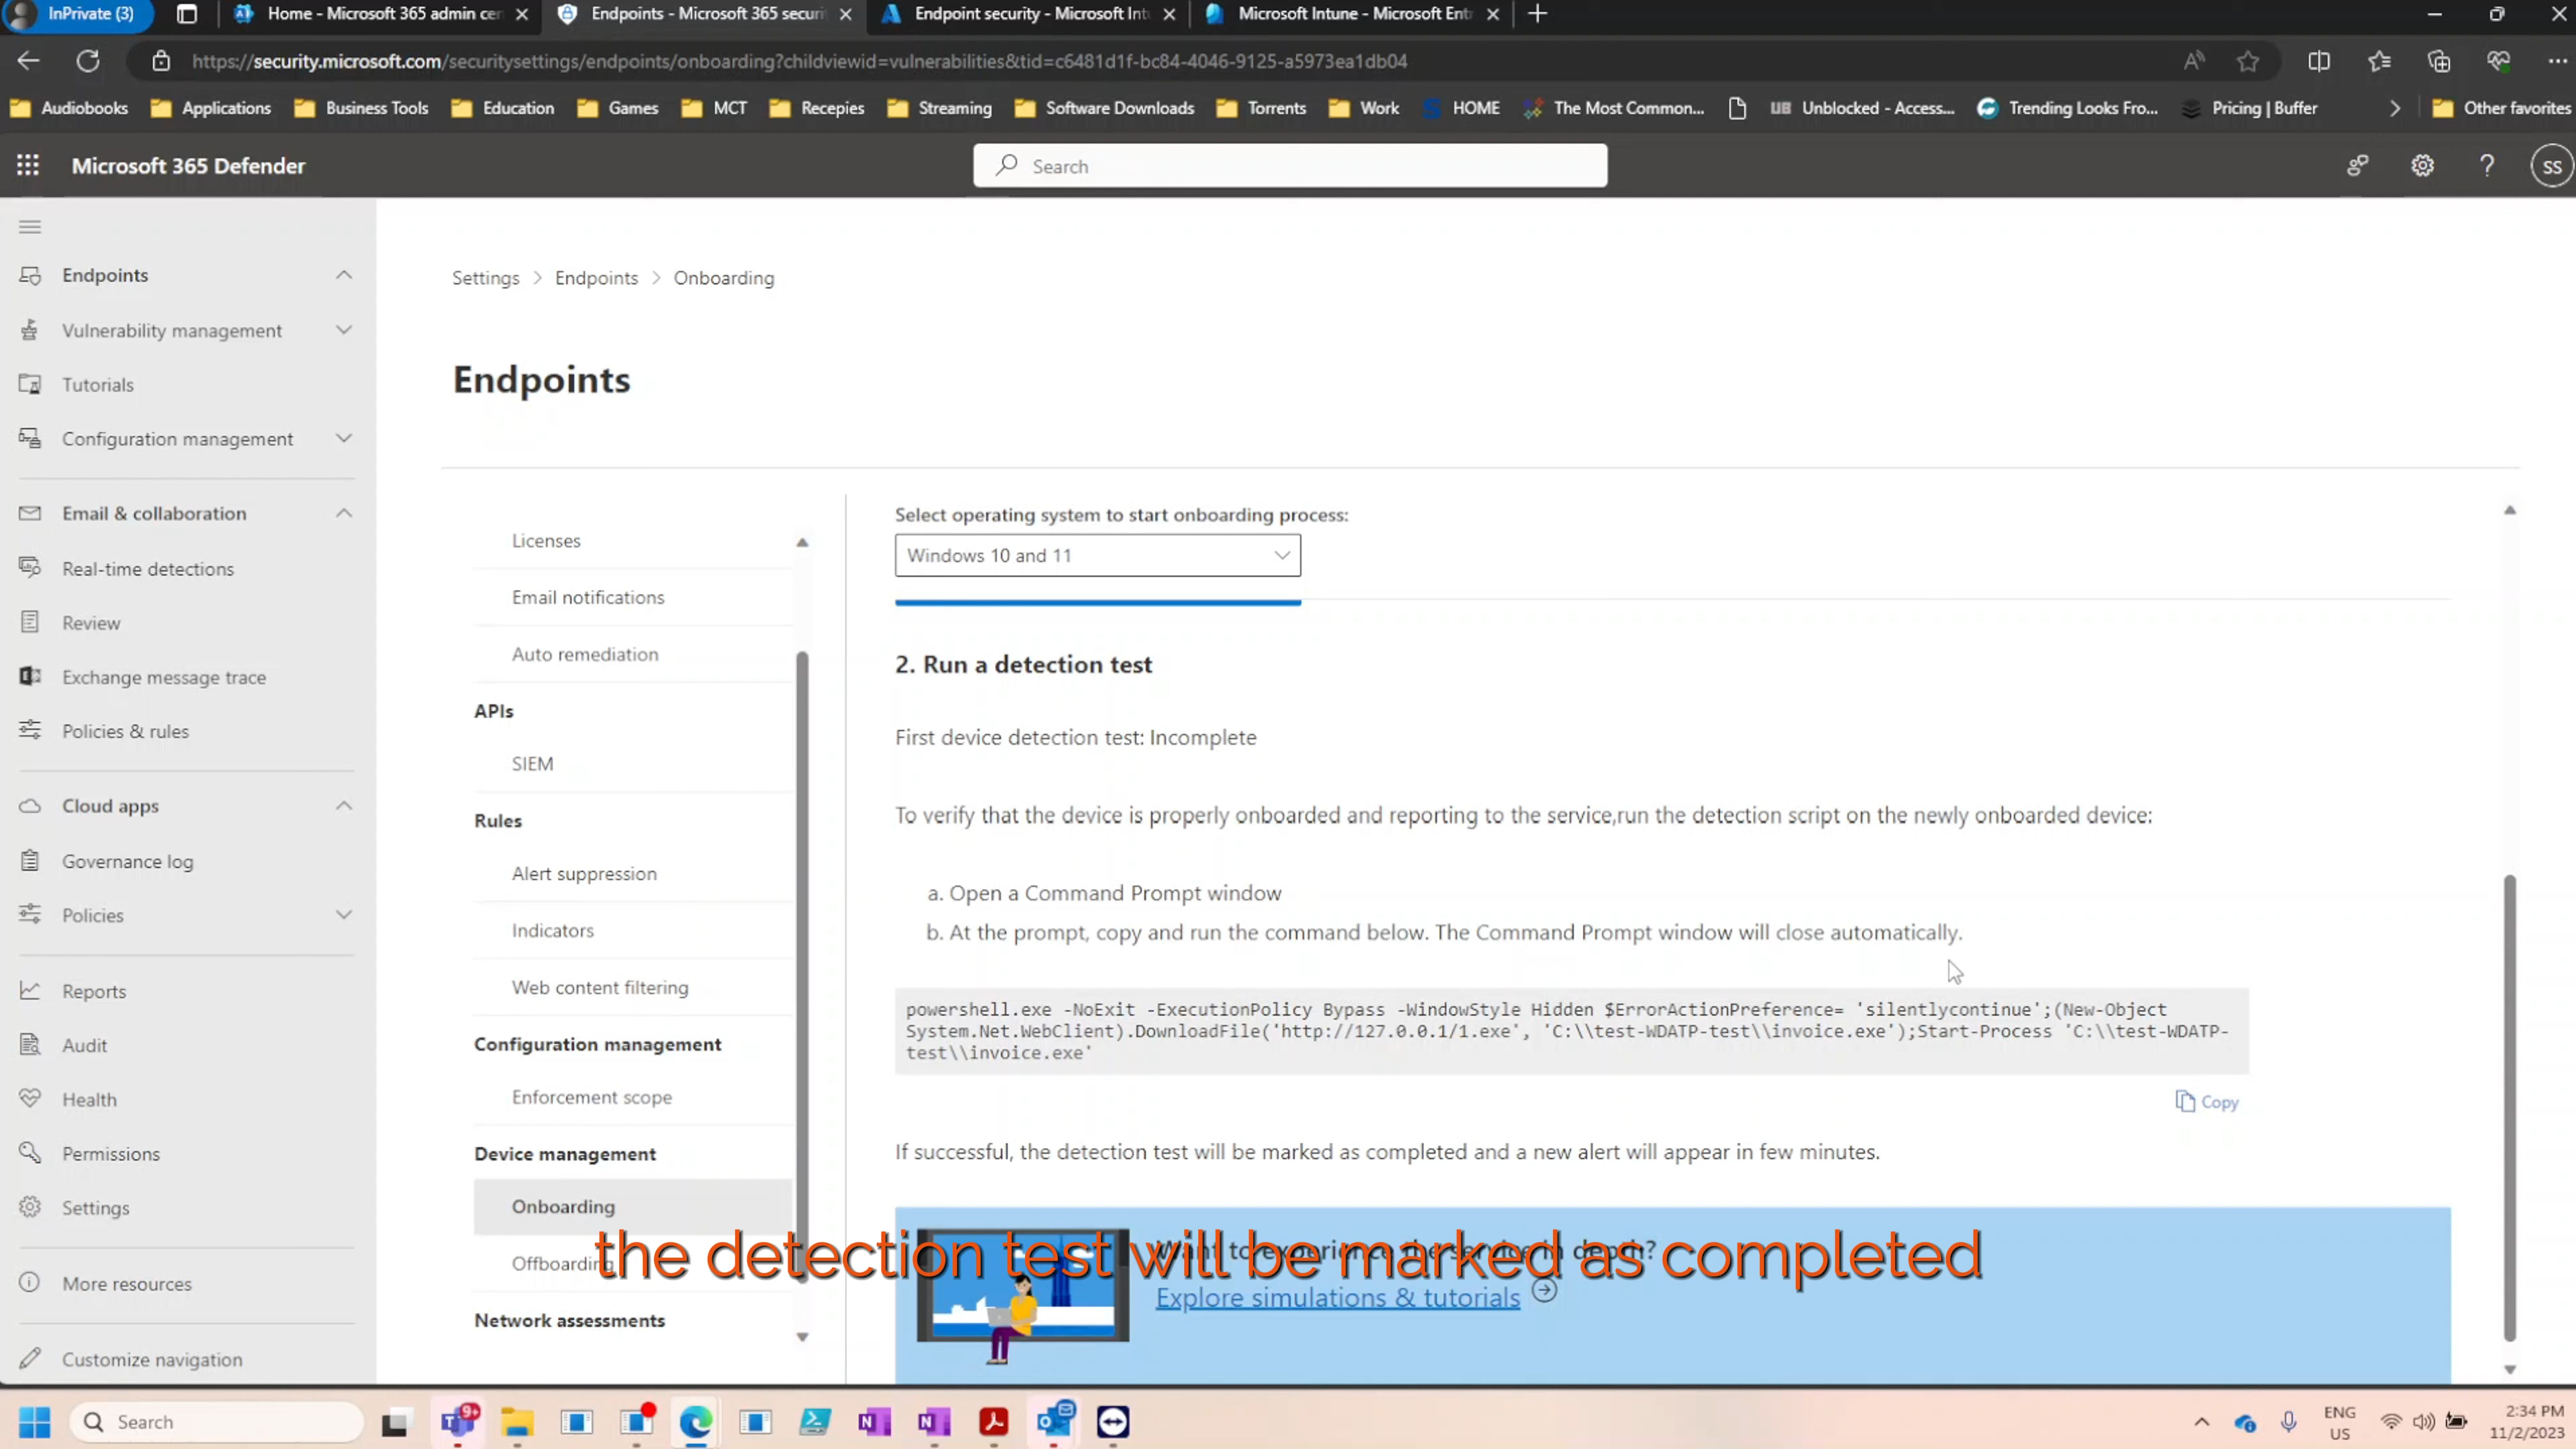 InPrivate (3)
Home - Microsoft 365 admin cen
Endpoints - Microsoft 365 securi
Endpoint security - Microsoft Int
Microsoft Intune - Microsoft Entr
https://security.microsoft.com/securitysettings/endpoints/onboarding?childviewid=vulnerabilities&tid=c6481d1f-bc84-4046-9125-a5973ea1db04
Audiobooks
Applications
Business Tools
Education
Games
MCT
Recepies
Streaming
Software Downloads
Torrents
Work
HOME
The Most Common...
UB Unblocked - Access...
Trending Looks Fro...
Pricing | Buffer
Other favorites
Microsoft 365 Defender
Search
SS
Endpoints
Vulnerability management
Tutorials
Configuration management
Email & collaboration
Real-time detections
Review
Exchange message trace
Policies & rules
Cloud apps
Governance log
Policies
Reports
Audit
Health
Permissions
Settings
More resources
Customize navigation
Settings > Endpoints > Onboarding
Endpoints
Licenses
Email notifications
Auto remediation
APIs
SIEM
Rules
Alert suppression
Indicators
Web content filtering
Configuration management
Enforcement scope
Device management
Onboarding
Offboarding
Network assessments
Select operating system to start onboarding process:
Windows 10 and 11
2. Run a detection test
First device detection test: Incomplete
To verify that the device is properly onboarded and reporting to the service,run the detection script on the newly onboarded device:
a. Open a Command Prompt window
b. At the prompt, copy and run the command below. The Command Prompt window will close automatically.
powershell.exe -NoExit -ExecutionPolicy Bypass -WindowStyle Hidden $ErrorActionPreference= 'silentlycontinue';(New-Object
System.Net.WebClient).DownloadFile('http://127.0.0.1/1.exe', 'C:\\test-WDATP-test\\invoice.exe');Start-Process 'C:\\test-WDATP-
test\\invoice.exe'
Copy
If successful, the detection test will be marked as completed and a new alert will appear in few minutes.
Want to experience the service in depth?
Explore simulations & tutorials
the detection test will be marked as completed
Search
9+
ENG
US
2:34 PM
11/2/2023